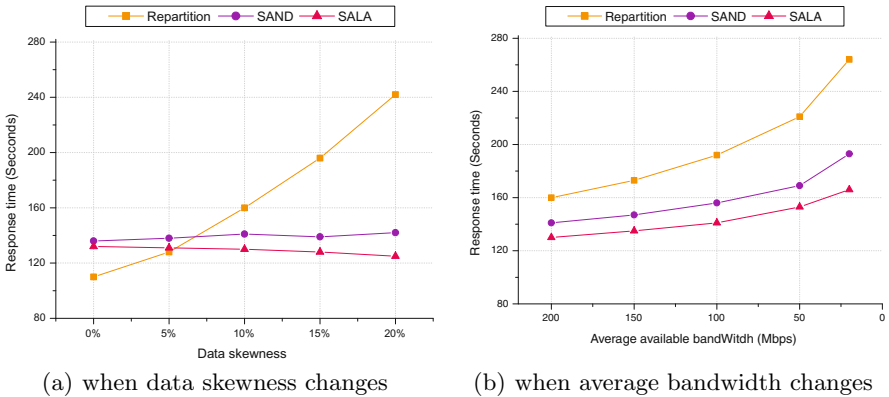 Repartition SAND SALA
280
240
200
160
120
80
Response time (Secconds)
0% 5% 10% 15% 20%
Data skewness
(a) when data skewness changes
Repartition SAND SALA
280
240
200
160
120
80
Response time (Seconds)
200 150 100 50 0
Average available bandWitdh (Mbps)
(b) when average bandwidth changes